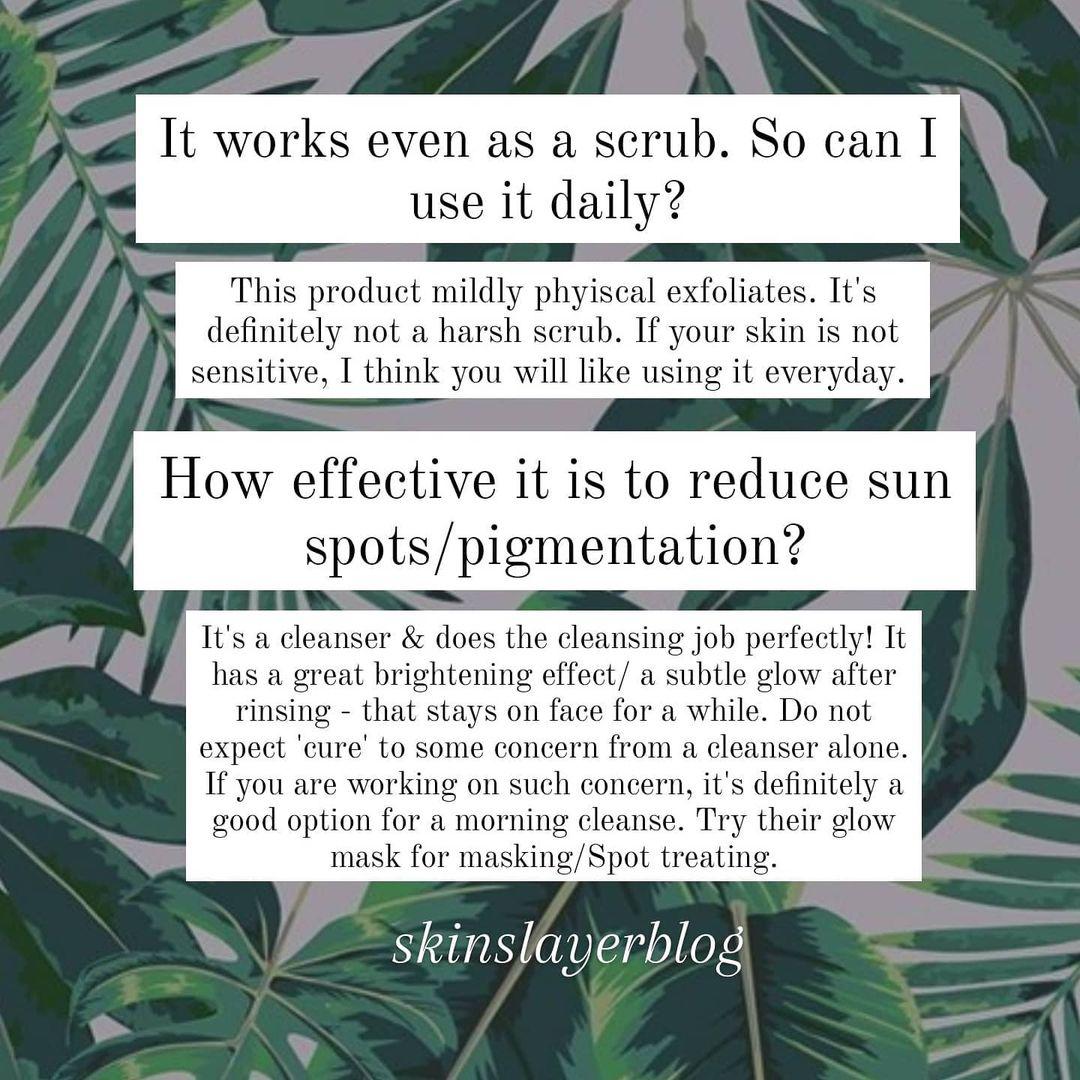 It works even as a scrub. So can I
use it daily?
This product mildly phyiscal exfoliates. It's
definitely not a harsh scrub. If your skin is not
sensitive, I think you will like using it everyday.
How effective it is to reduce sun
spots/pigmentation?
It's a cleanser & does the cleansing job perfectly! It
has a great brightening effect/ a subtle glow after
rinsing - that stays on face for a while. Do not
expect 'cure' to some concern from a cleanser alone.
If you are working on such concern, it's definitely a
good option for a morning cleanse. Try their glow
mask for masking/Spot treating.
skinslayerblog